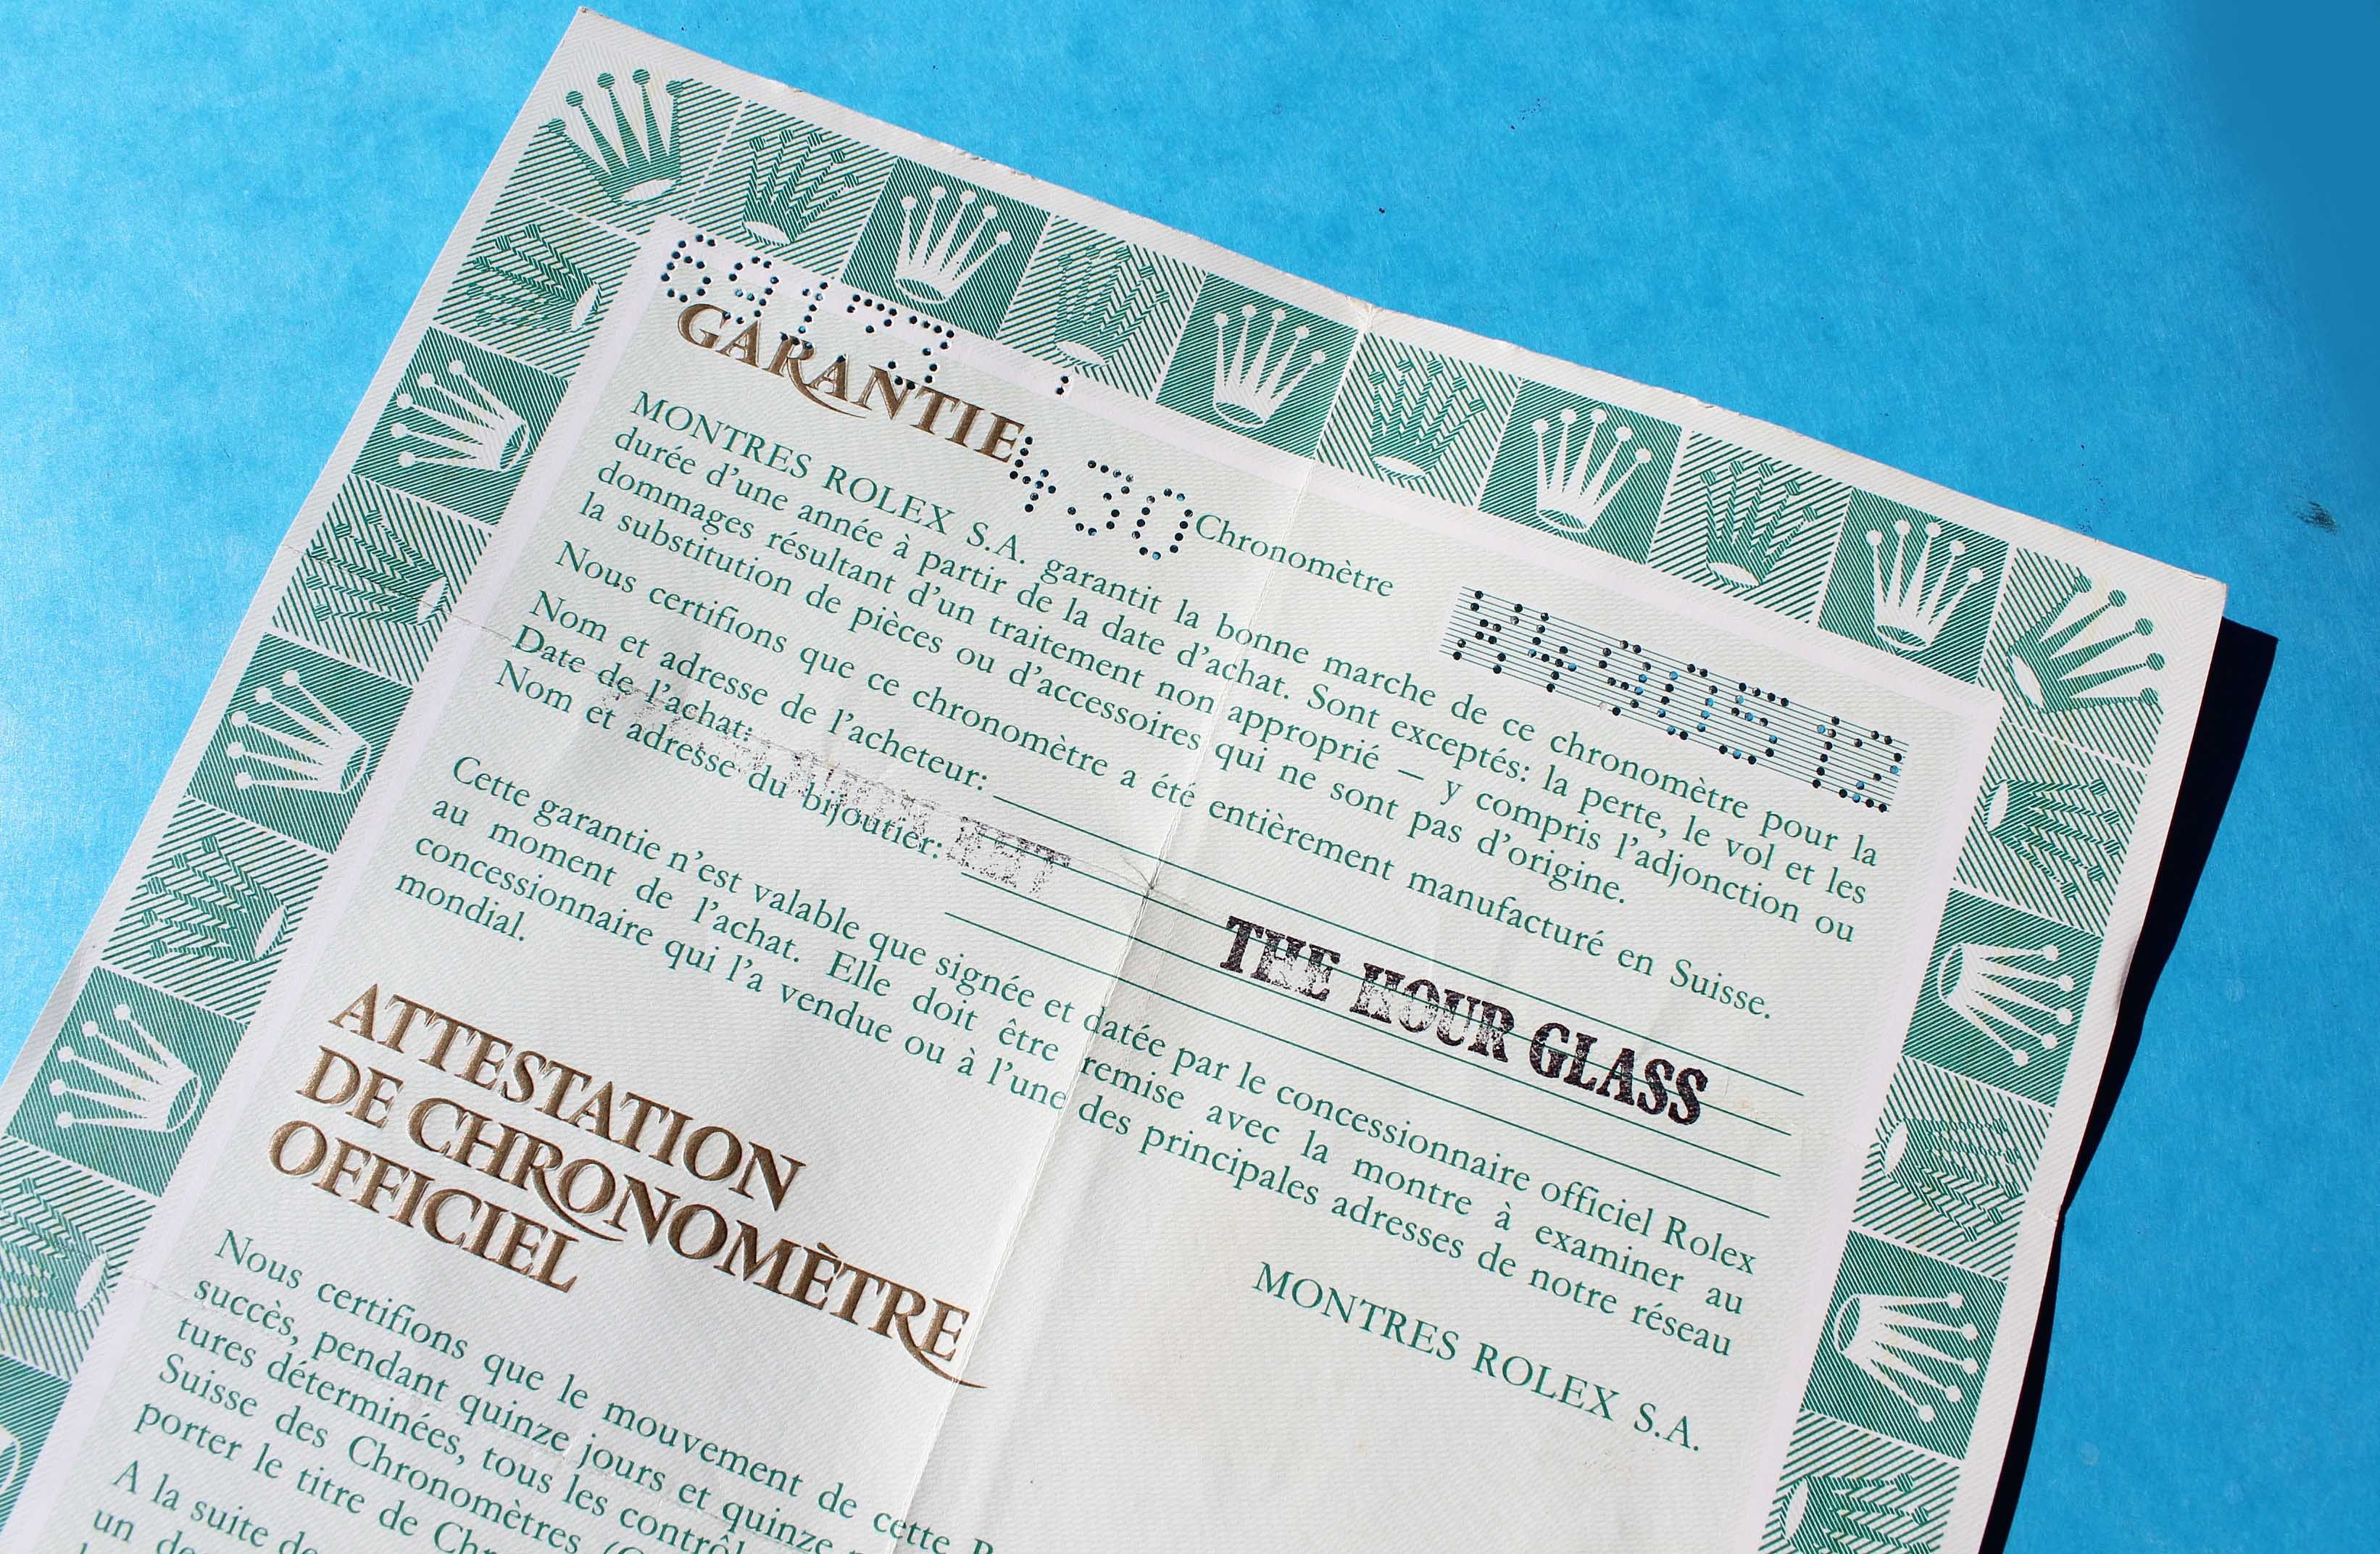 GARANTIE
430 Chronomètre
MONTRES ROLEX S.A. garantit la bonne marche de ce chronomètre pour la
durée d'une année à partir de la date d'achat. Sont exceptés: la perte, le vol et les
dommages résultant d'un traitement non approprié – y compris l'adjonction ou
la substitution de pièces ou d'accessoires qui ne sont pas d'origine.
Nous certifions que ce chronomètre a été entièrement manufacturé en Suisse.
Nom et adresse de l'acheteur:
Date de l'achat:
Nom et adresse du bijoutier:
THE HOUR GLASS
Cette garantie n'est valable que signée et datée par le concessionnaire officiel Rolex
au moment de l'achat. Elle doit être remise avec la montre à examiner au
concessionnaire qui l'a vendue ou à l'une des principales adresses de notre réseau
mondial.
MONTRES ROLEX S.A.
ATTESTATION
DE CHRONOMÈTRE
OFFICIEL
Nous certifions que le mouvement de cette
succès, pendant quinze jours et quinze
tures déterminées, tous les
Suisse des Chronomètres
porter le titre de
A la suite de
un